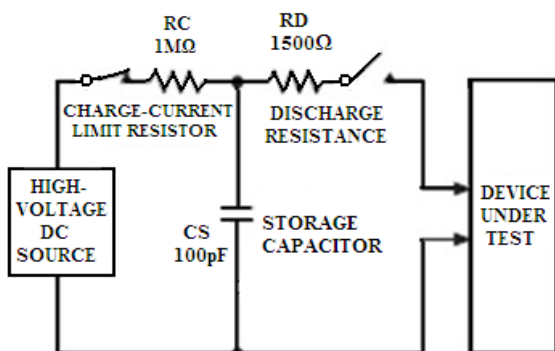 RC
1MΩ
RD
1500Ω
CHARGE-CURRENT
LIMIT RESISTOR
DISCHARGE
RESISTANCE
HIGH-
VOLTAGE
DC
SOURCE
CS
100pF
STORAGE
CAPACITOR
DEVICE
UNDER
TEST